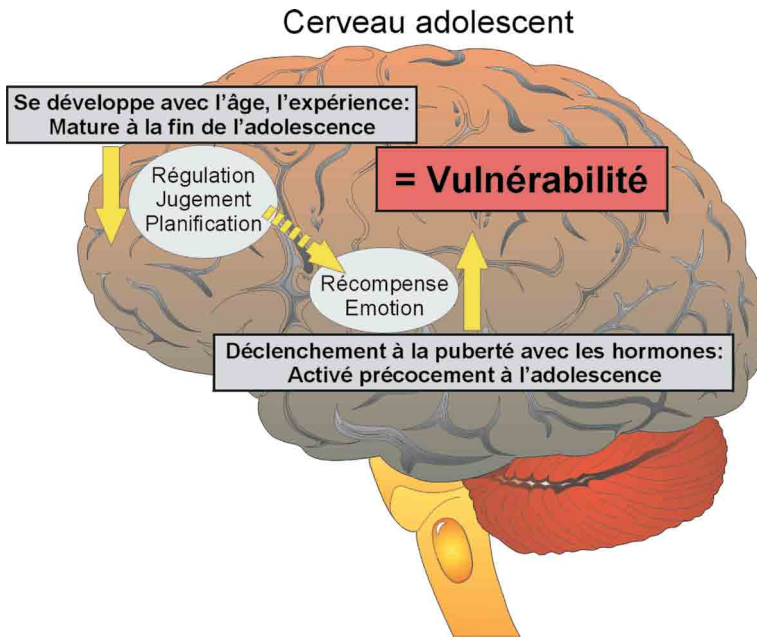 Cerveau adolescent
Se développe avec l'âge, l'expérience:
Mature à la fin de l'adolescence
Régulation
Jugement
Planification
= Vulnérabilité
Récompense
Emotion
Déclenchement à la puberté avec les hormones:
Activé précocement à l'adolescence